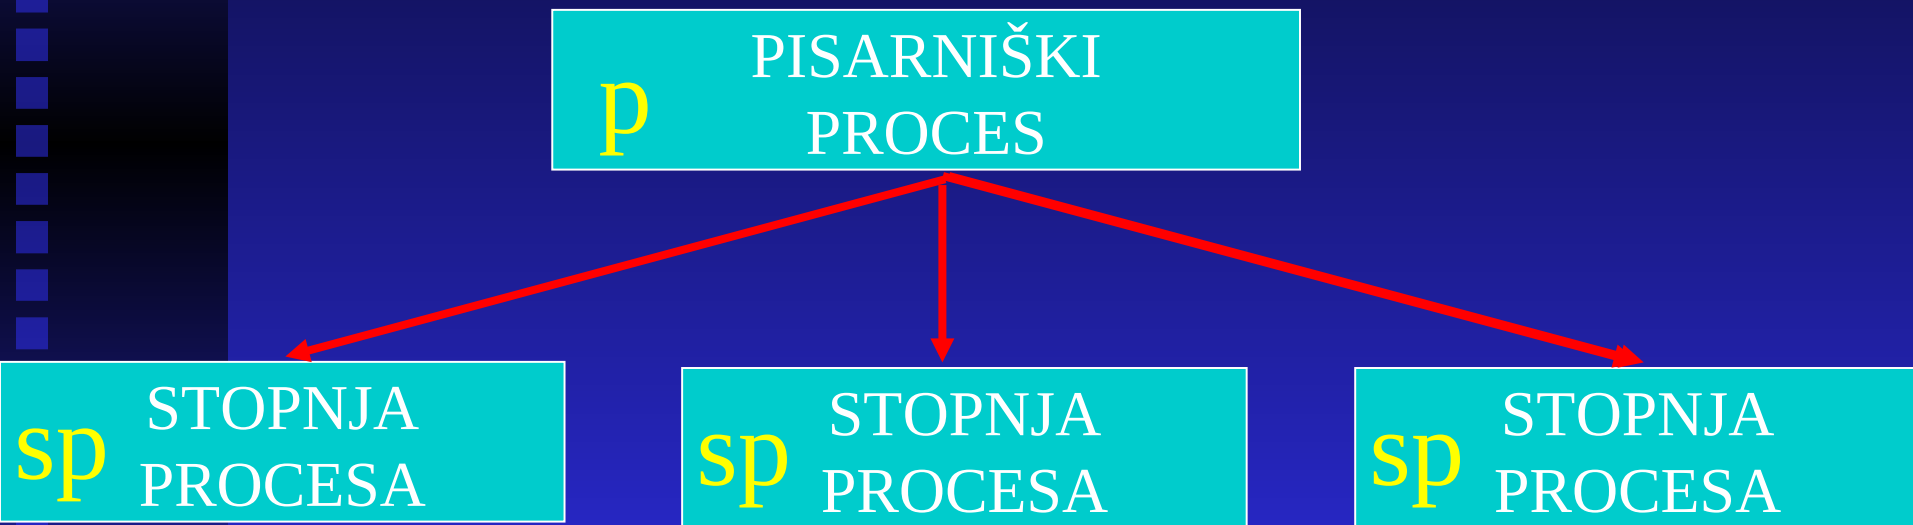 p
PISARNIŠKI
PROCES
sp
STOPNJA
PROCESA
sp
STOPNJA
PROCESA
sp
STOPNJA
PROCESA